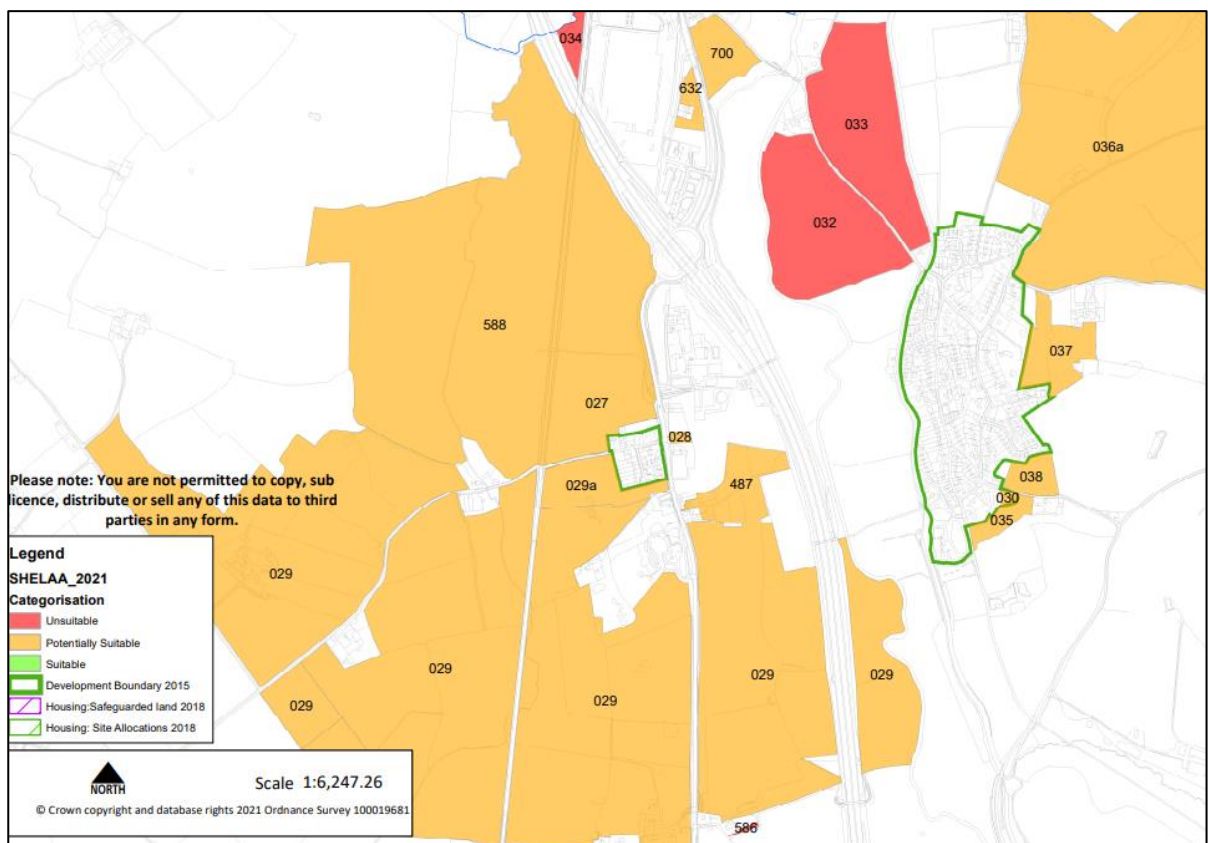 034
700
632
033
036a
032
588
037
027
028
029a
487
038
030
035
Please note: You are not permitted to copy, sub
licence, distribute or sell any of this data to third
parties in any form.
029
029
029
029
029
029
586
Legend
SHELAA_2021
Categorisation
Unsuitable
Potentially Suitable
Suitable
Development Boundary 2015
Housing:Safeguarded land 2018
Housing: Site Allocations 2018
NORTH
Scale 1:6,247.26
© Crown copyright and database rights 2021 Ordnance Survey 100019681